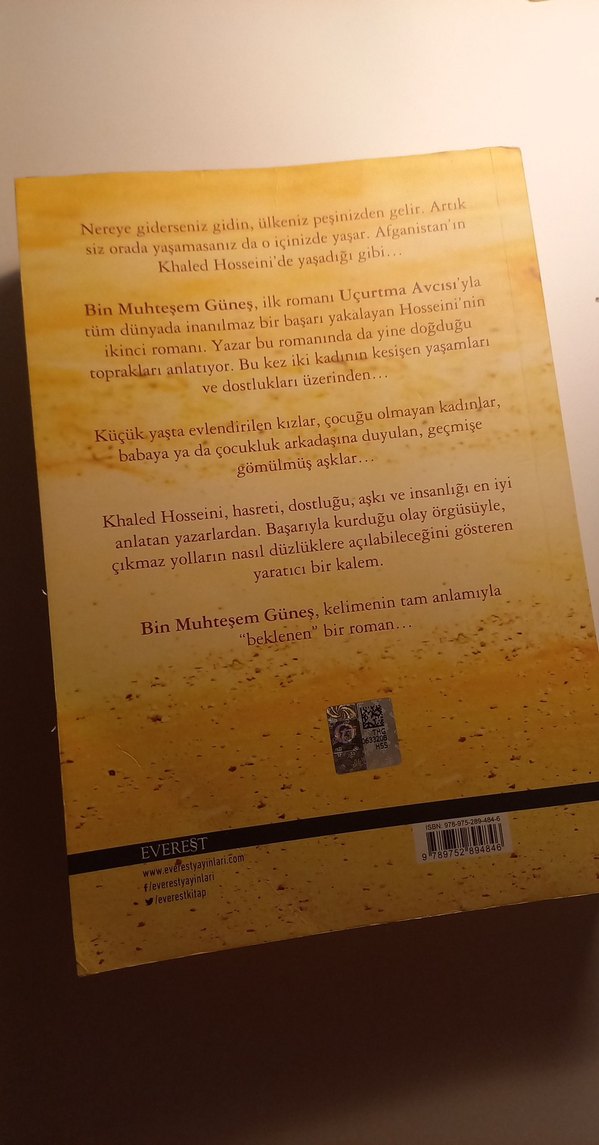 Nereye giderseniz gidin, ülkeniz peşinizden gelir. Artık
siz orada yaşamasanız da o içinizde yaşar. Afganistan'ın
Khaled Hosseini'de yaşadığı gibi...
Bin Muhteşem Güneş, ilk romanı Uçurtma Avcısı'yla
tüm dünyada inanılmaz bir başarı yakalayan Hosseini'nin
ikinci romanı. Yazar bu romanında da yine doğduğu
toprakları anlatıyor. Bu kez iki kadının kesişen yaşamları
ve dostlukları üzerinden...
Küçük yaşta evlendirilen kızlar, çocuğu olmayan kadınlar,
babaya ya da çocukluk arkadaşına duyulan, geçmişe
gömülmüş aşklar...
Khaled Hosseini, hasreti, dostluğu, aşkı ve insanlığı en iyi
anlatan yazarlardan. Başarıyla kurduğu olay örgüsüyle,
çıkmaz yolların nasıl düzlüklere açılabileceğini gösteren
yaratıcı bir kalem.
Bin Muhteşem Güneş, kelimenin tam anlamıyla
"beklenen" bir roman...
THG
0633208
HSS
EVEREST
www.everestyayinlari.com
/everestyayinlari
/everestkitap
ISBN: 978-975-289-484-6
9 789752 894846